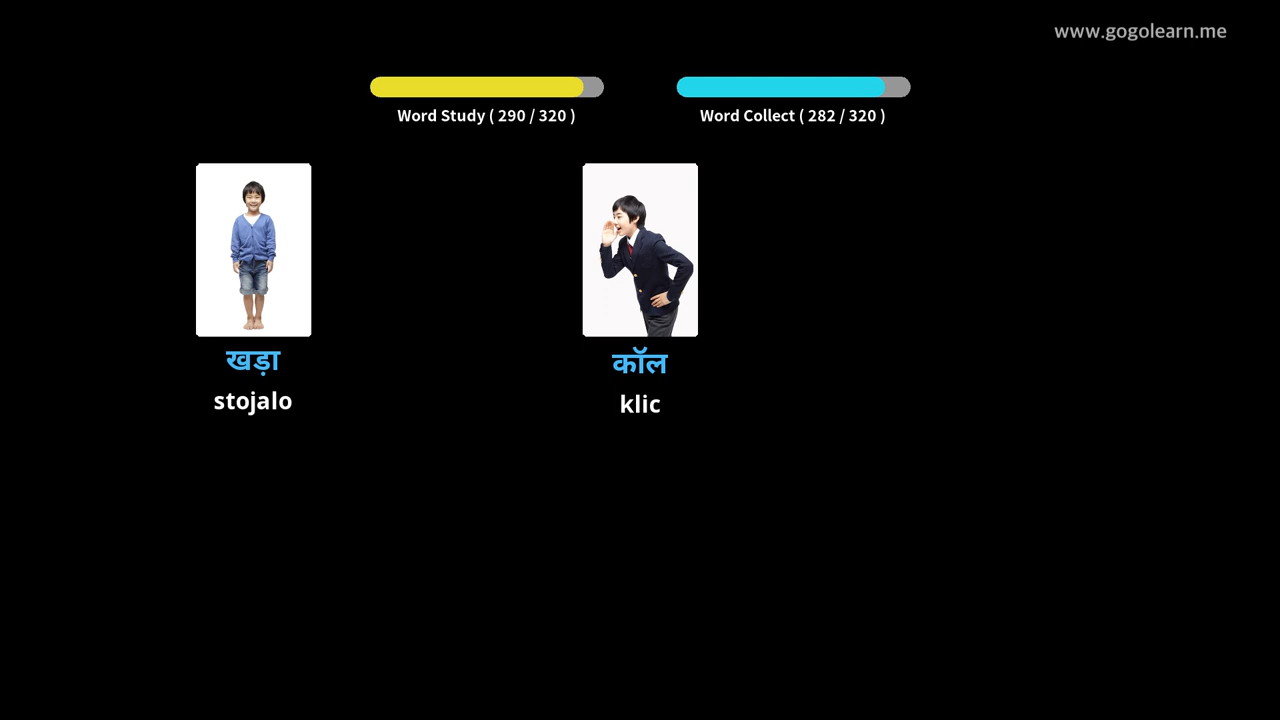 www.gogolearn.me
Word Study ( 290 / 320 )
Word Collect ( 282 / 320 )
खड़ा
stojalo
कॉल
klic